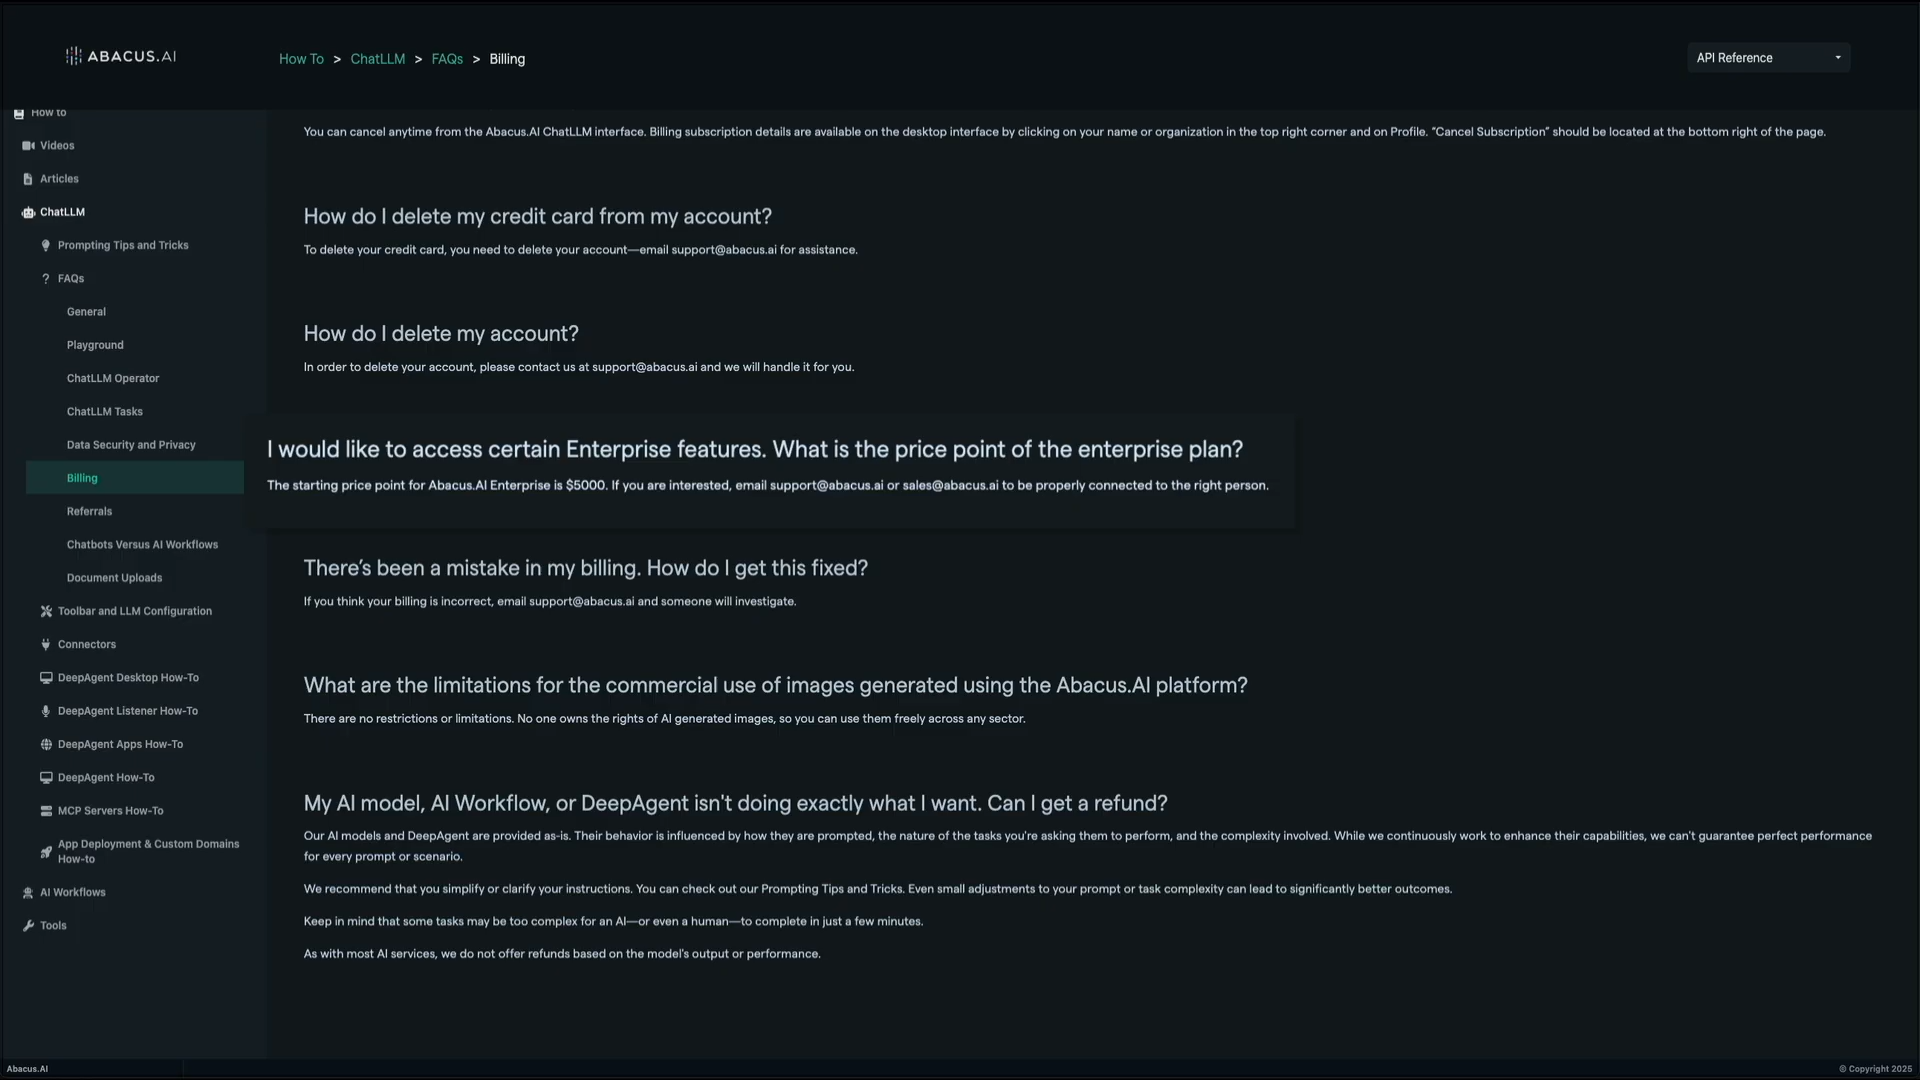 ABACUS.AI
How To > ChatLLM > FAQs > Billing
API Reference
How to
Videos
Articles
ChatLLM
Prompting Tips and Tricks
? FAQs
General
Playground
ChatLLM Operator
ChatLLM Tasks
Data Security and Privacy
Billing
Referrals
Chatbots Versus AI Workflows
Document Uploads
Toolbar and LLM Configuration
Connectors
DeepAgent Desktop How-To
DeepAgent Listener How-To
DeepAgent Apps How-To
DeepAgent How-To
MCP Servers How-To
App Deployment & Custom Domains
How-to
AI Workflows
Tools
You can cancel anytime from the Abacus.AI ChatLLM interface. Billing subscription details are available on the desktop interface by clicking on your name or organization in the top right corner and on Profile. “Cancel Subscription” should be located at the bottom right of the page.
How do I delete my credit card from my account?
To delete your credit card, you need to delete your account—email support@abacus.ai for assistance.
How do I delete my account?
In order to delete your account, please contact us at support@abacus.ai and we will handle it for you.
I would like to access certain Enterprise features. What is the price point of the enterprise plan?
The starting price point for Abacus.AI Enterprise is $5000. If you are interested, email support@abacus.ai or sales@abacus.ai to be properly connected to the right person.
There’s been a mistake in my billing. How do I get this fixed?
If you think your billing is incorrect, email support@abacus.ai and someone will investigate.
What are the limitations for the commercial use of images generated using the Abacus.AI platform?
There are no restrictions or limitations. No one owns the rights of AI generated images, so you can use them freely across any sector.
My AI model, AI Workflow, or DeepAgent isn't doing exactly what I want. Can I get a refund?
Our AI models and DeepAgent are provided as-is. Their behavior is influenced by how they are prompted, the nature of the tasks you're asking them to perform, and the complexity involved. While we continuously work to enhance their capabilities, we can't guarantee perfect performance
for every prompt or scenario.
We recommend that you simplify or clarify your instructions. You can check out our Prompting Tips and Tricks. Even small adjustments to your prompt or task complexity can lead to significantly better outcomes.
Keep in mind that some tasks may be too complex for an AI—or even a human—to complete in just a few minutes.
As with most AI services, we do not offer refunds based on the model's output or performance.
Abacus.AI
© Copyright 2025